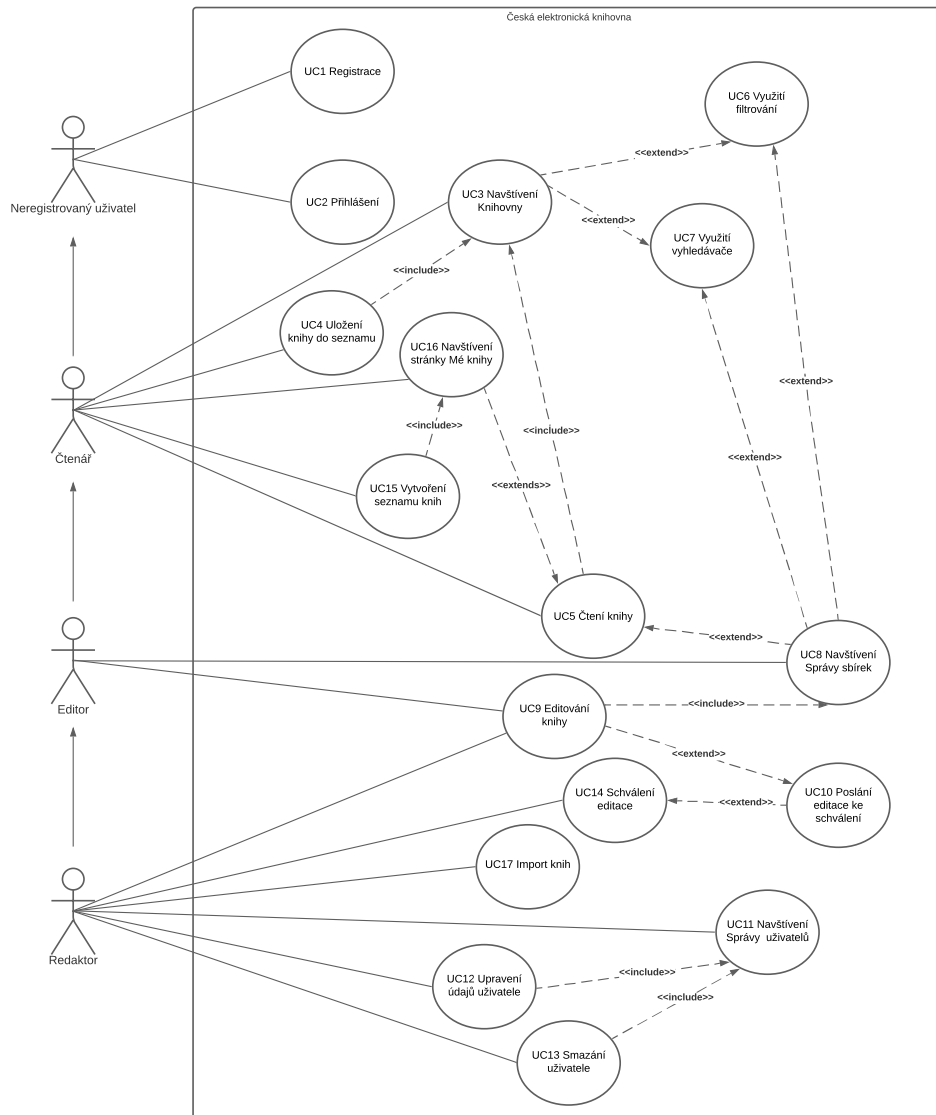 Česká elektronická knihovna
UC1 Registrace
UC6 Využití
filtrování
<<extend>>
Neregistrovaný uživatel
UC2 Přihlášení
UC3 Navštívení
Knihovny
<<extend>>
UC7 Využití
vyhledávače
<<include>>
UC4 Uložení
knihy do seznamu
UC16 Navštívení
stránky Mé knihy
<<extend>>
<<include>>
<<include>>
Čtenář
<<extend>>
UC15 Vytvoření
seznamu knih
<<extends>>
UC5 Čtení knihy
<<extend>>
UC8 Navštívení
Správy sbírek
Editor
UC9 Editování
knihy
<<include>>
<<extend>>
UC14 Schválení
editace
<<extend>>
UC10 Poslání
editace ke
schválení
UC17 Import knih
UC11 Navštívení
Správy  uživatelů
Redaktor
UC12 Upravení
údajů uživatele
<<include>>
<<include>>
UC13 Smazání
uživatele